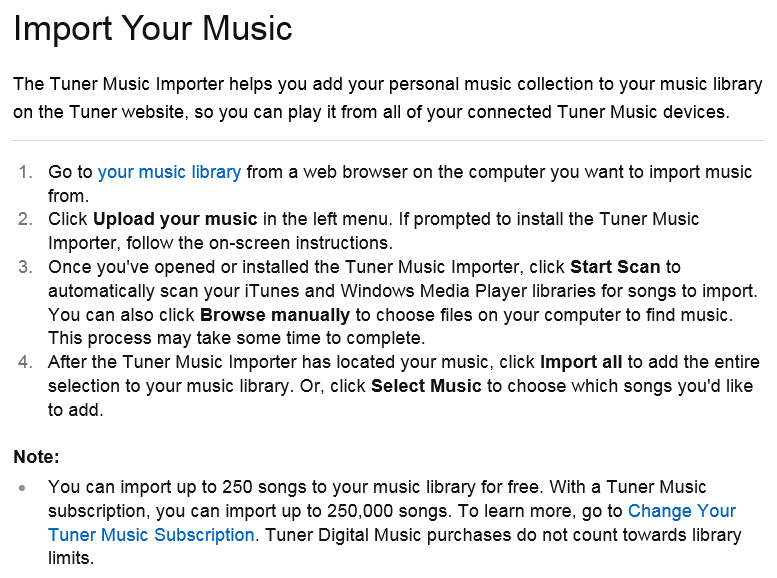 Import Your Music
The Tuner Music Importer helps you add your personal music collection to your music library
on the Tuner website, so you can play it from all of your connected Tuner Music devices.
1. Go to your music library from a web browser on the computer you want to import music
from.
2. Click Upload your music in the left menu. If prompted to install the Tuner Music
Importer, follow the on-screen instructions.
3. Once you've opened or installed the Tuner Music Importer, click Start Scan to
automatically scan your iTunes and Windows Media Player libraries for songs to import.
You can also click Browse manually to choose files on your computer to find music.
This process may take some time to complete.
4. After the Tuner Music Importer has located your music, click Import all to add the entire
selection to your music library. Or, click Select Music to choose which songs you'd like
to add.
Note:
• You can import up to 250 songs to your music library for free. With a Tuner Music
subscription, you can import up to 250,000 songs. To learn more, go to Change Your
Tuner Music Subscription. Tuner Digital Music purchases do not count towards library
limits.